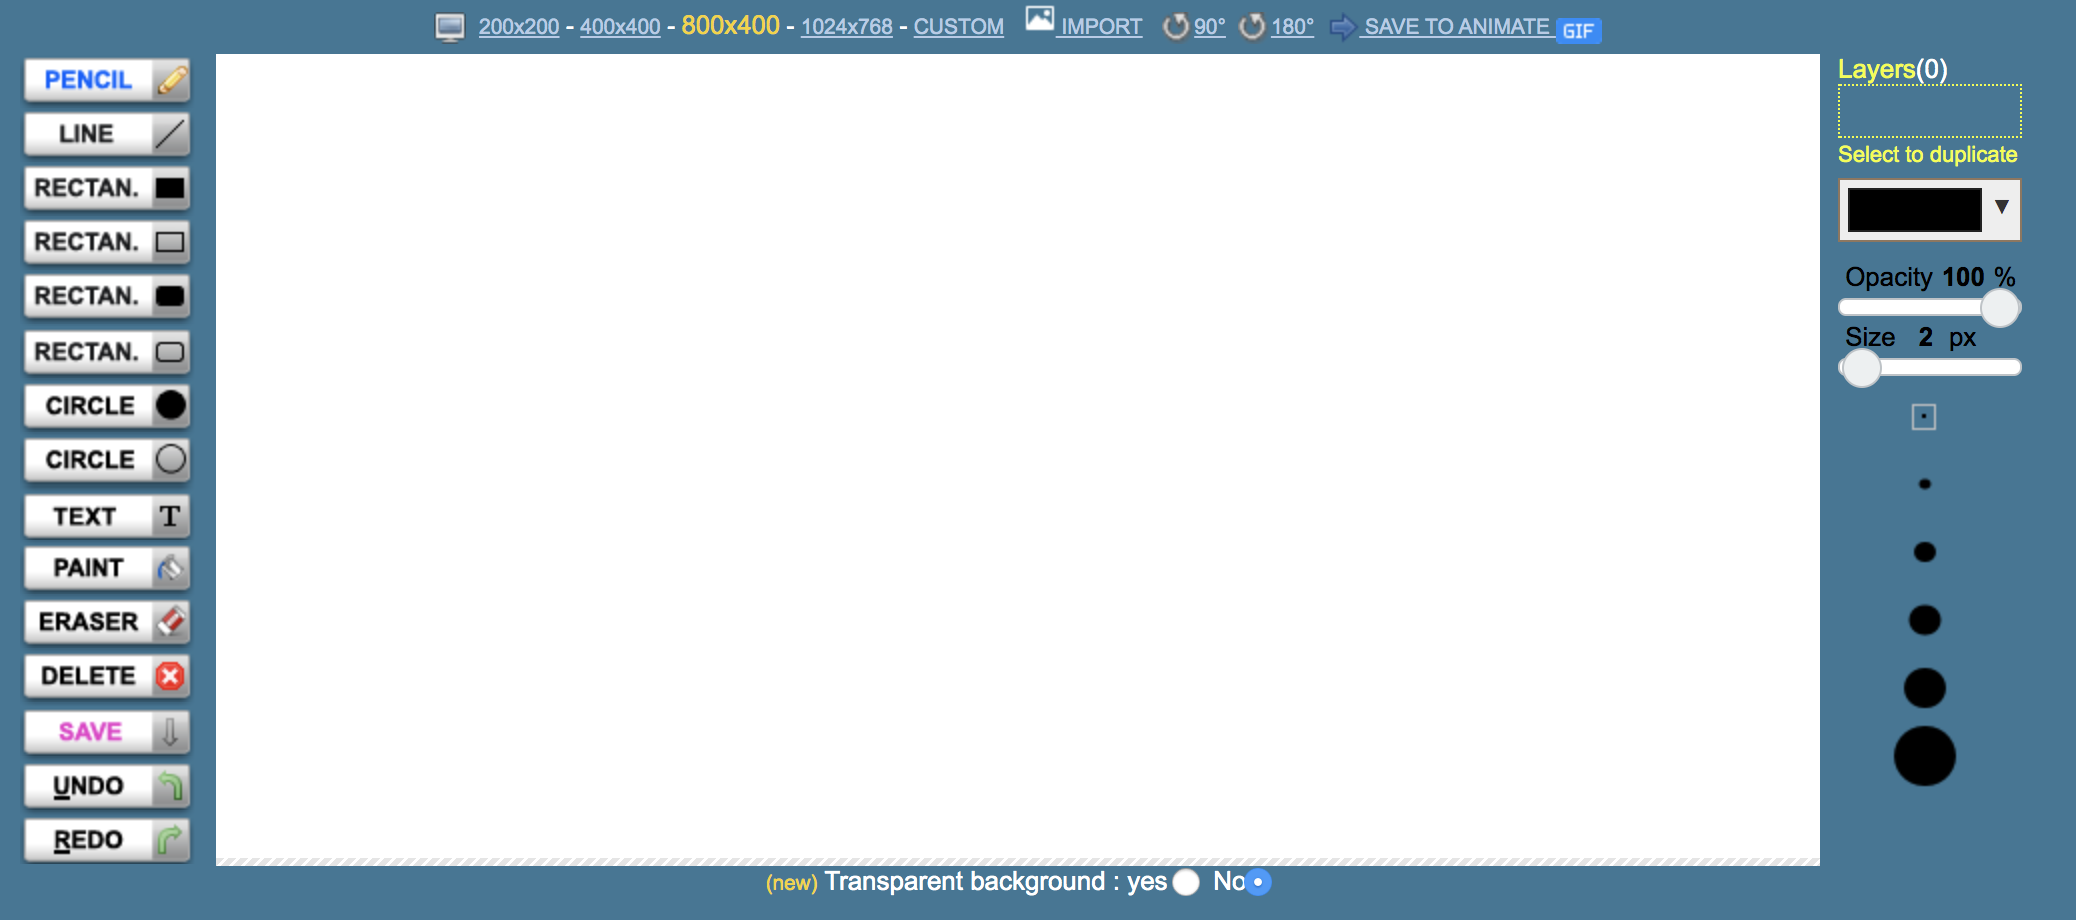 200x200 - 400x400 - 800x400 - 1024x768 - CUSTOM IMPORT 90° 180° SAVE TO ANIMATE GIF
PENCIL
LINE
RECTAN.
RECTAN.
RECTAN.
RECTAN.
CIRCLE
CIRCLE
TEXT T
PAINT
ERASER
DELETE
SAVE
UNDO
REDO
Layers(0)
Select to duplicate
▼
Opacity 100 %
Size 2 px
(new) Transparent background : yes No